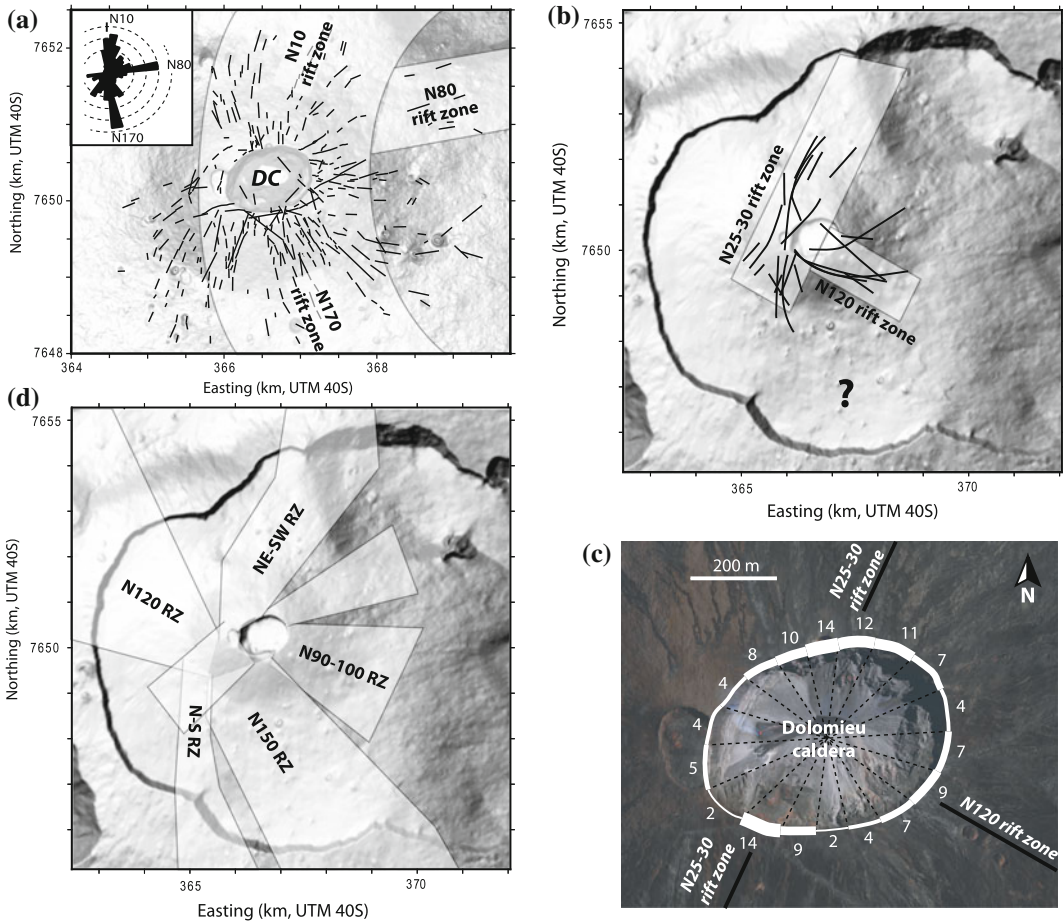 (a)
N10
N80
N170
7652
7650
7648
Northing (km, UTM 40S)
364
366
368
Easting (km, UTM 40S)
N10
rift zone
N80
rift zone
DC
N170
rift zone
(b)
7655
7650
Northing (km, UTM 40S)
N25-30 rift zone
N120 rift zone
?
365
370
Easting (km, UTM 40S)
(d)
7655
7650
Northing (km, UTM 40S)
NE-SW RZ
N120 RZ
N90-100 RZ
N-S RZ
N150 RZ
365
370
Easting (km, UTM 40S)
(c)
200 m
N25-30
rift zone
N
14
12
11
10
8
7
4
4
4
7
5
9
2
7
14
9
2
4
Dolomieu
caldera
N120 rift zone
N25-30
rift zone